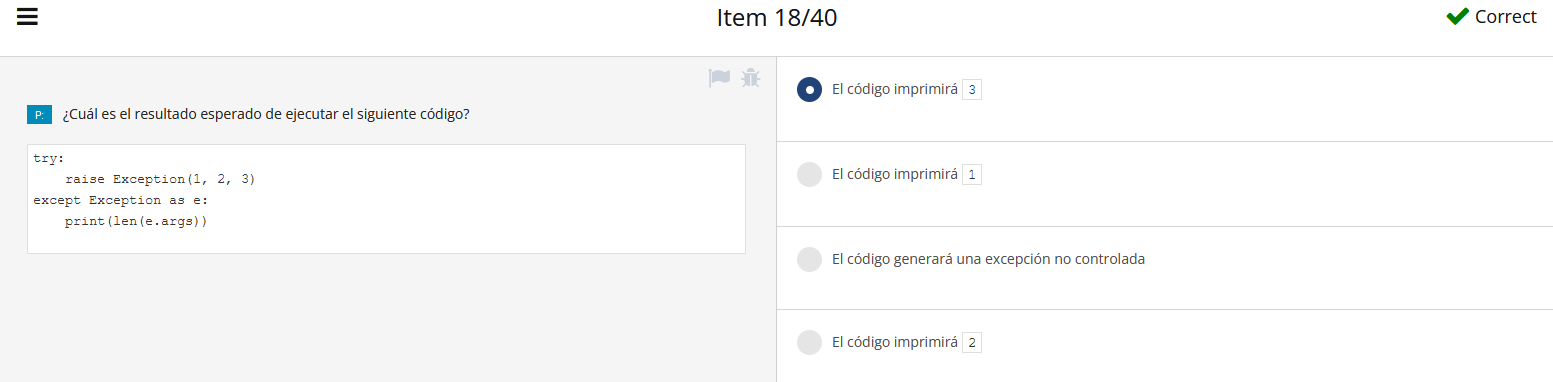 Item 18/40
Correct
P: ¿Cuál es el resultado esperado de ejecutar el siguiente código?
try:
    raise Exception(1, 2, 3)
except Exception as e:
    print(len(e.args))
El código imprimirá 3
El código imprimirá 1
El código generará una excepción no controlada
El código imprimirá 2